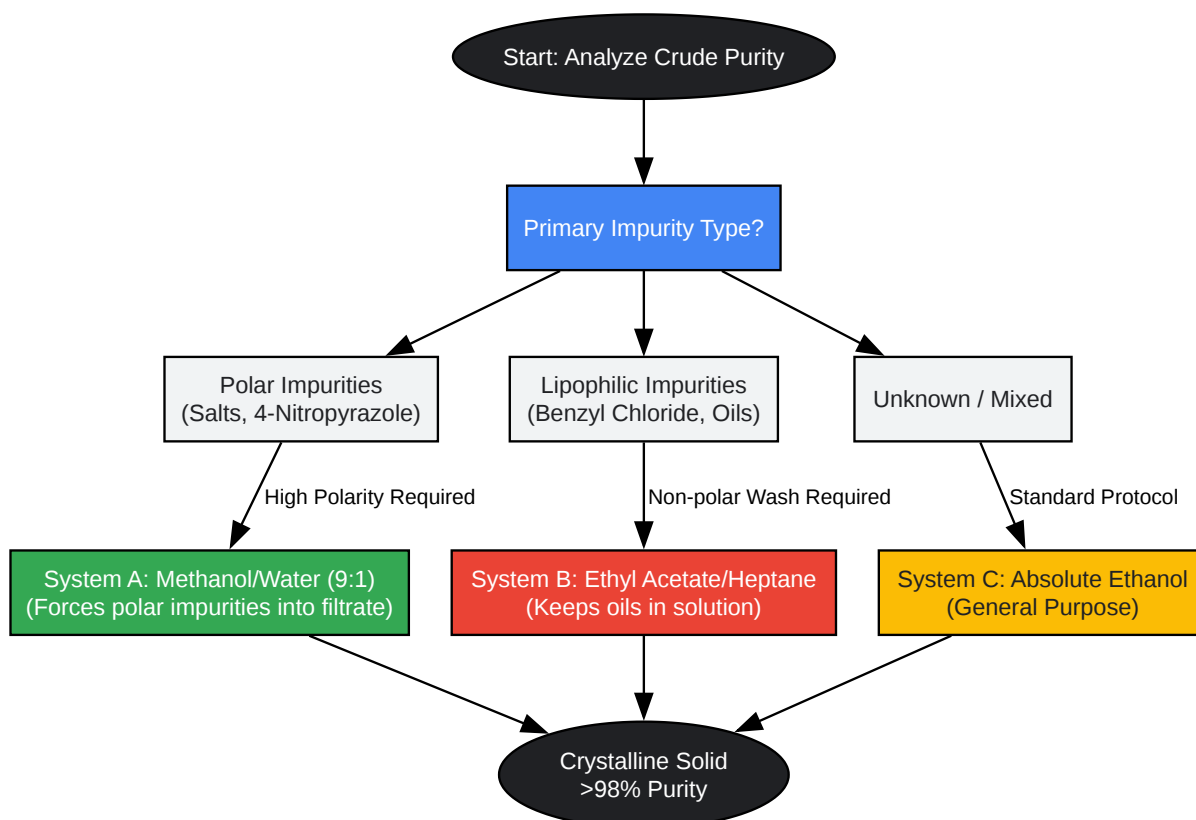 Start: Analyze Crude Purity
Primary Impurity Type?
Polar Impurities
(Salts, 4-Nitropyrazole)
Lipophilic Impurities
(Benzyl Chloride, Oils)
Unknown / Mixed
High Polarity Required
Non-polar Wash Required
Standard Protocol
System A: Methanol/Water (9:1)
(Forces polar impurities into filtrate)
System B: Ethyl Acetate/Heptane
(Keeps oils in solution)
System C: Absolute Ethanol
(General Purpose)
Crystalline Solid
>98% Purity